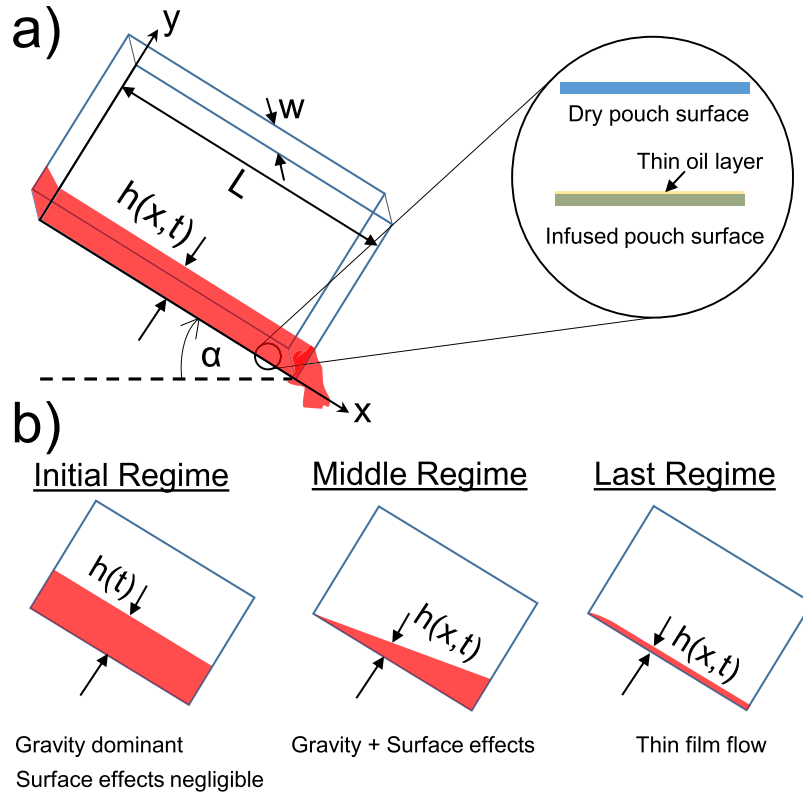 a)
y
w
L
h(x,t)
α
x
Dry pouch surface
Thin oil layer
Infused pouch surface
b)
Initial Regime
Middle Regime
Last Regime
h(t)
h(x,t)
h(x,t)
Gravity dominant
Surface effects negligible
Gravity + Surface effects
Thin film flow